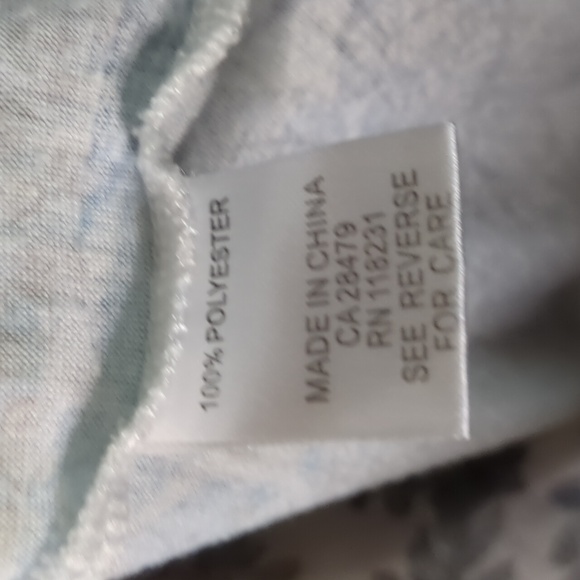 100% POLYESTER
MADE IN CHINA
CA 28479
RN 118231
SEE REVERSE
FOR CARE